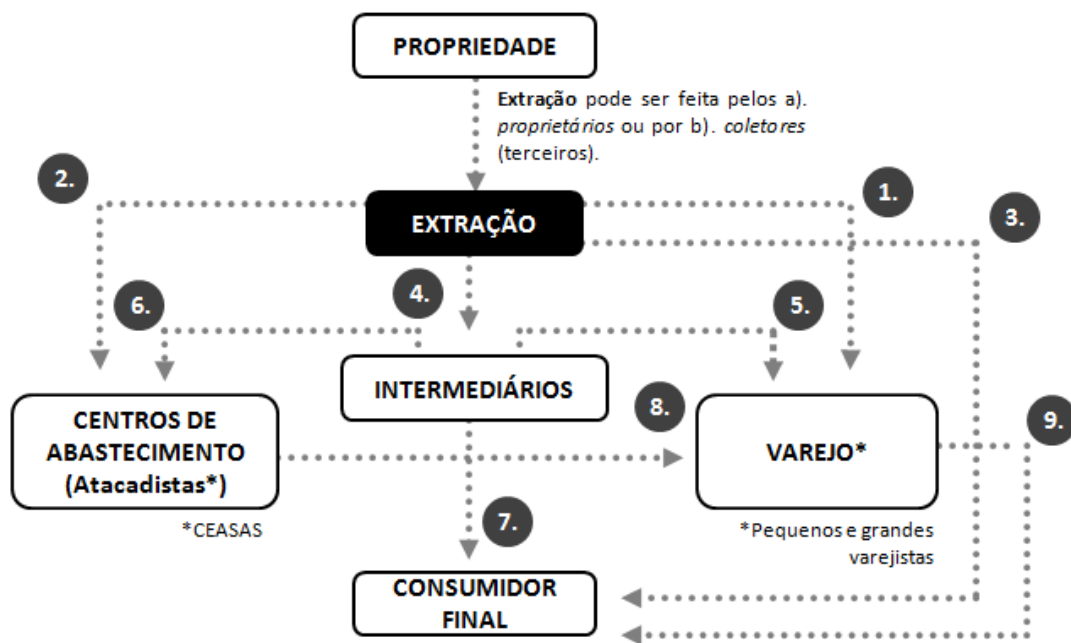 PROPRIEDADE
Extração pode ser feita pelos a).
proprietários ou por b). coletores
(terceiros).
2.
1.
3.
EXTRAÇÃO
4.
6.
5.
INTERMEDIÁRIOS
8.
9.
CENTROS DE
ABASTECIMENTO
(Atacadistas*)
VAREJO*
*CEASAS
7.
*Pequenos e grandes
varejistas
CONSUMIDOR
FINAL